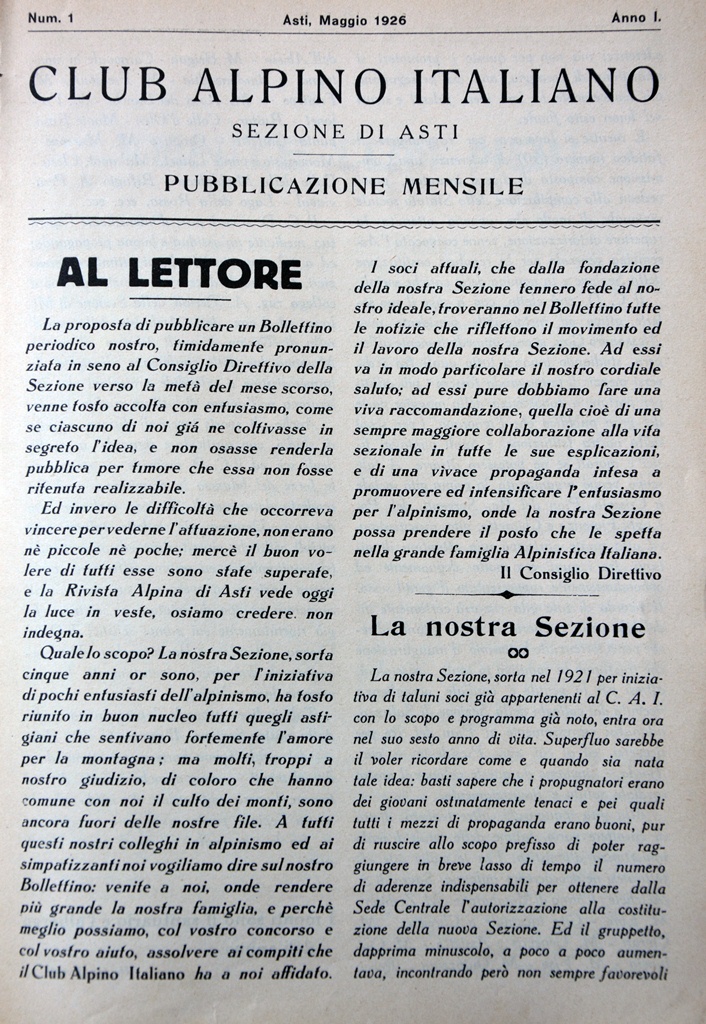 Num. 1
Asti, Maggio 1926
Anno I.
CLUB ALPINO ITALIANO
SEZIONE DI ASTI
PUBBLICAZIONE MENSILE
AL LETTORE
La proposta di pubblicare un Bollettino
periodico nostro, timidamente pronun-
ziata in seno al Consiglio Direttivo della
Sezione verso la metà del mese scorso,
venne tosto accolta con entusiasmo, come
se ciascuno di noi giá ne coltivasse in
segreto l'idea, e non osasse renderla
pubblica per timore che essa non fosse
ritenuta realizzabile.
Ed invero le difficoltà che occorreva
vincere per vederne l'attuazione, non erano
nè piccole nè poche; mercè il buon vo-
lere di tutti esse sono state superate,
e la Rivista Alpina di Asti vede oggi
la luce in veste, osiamo credere non
indegna.
Quale lo scopo? La nostra Sezione, sorta
cinque anni or sono, per l'iniziativa
di pochi entusiasti dell'alpinismo, ha tosto
riunito in buon nucleo tutti quegli asti-
giani che sentivano fortemente l'amore
per la montagna; ma molti, troppi a
nostro giudizio, di coloro che hanno
comune con noi il culto dei monti, sono
ancora fuori delle nostre file. A tutti
questi nostri colleghi in alpinismo ed ai
simpatizzanti noi vogliamo dire sul nostro
Bollettino: venite a noi, onde rendere
più grande la nostra famiglia, e perchè
meglio possiamo, col vostro concorso e
col vostro aiuto, assolvere ai compiti che
il Club Alpino Italiano ha a noi affidato.
I soci attuali, che dalla fondazione
della nostra Sezione tennero fede al no-
stro ideale, troveranno nel Bollettino tutte
le notizie che riflettono il movimento ed
il lavoro della nostra Sezione. Ad essi
va in modo particolare il nostro cordiale
saluto; ad essi pure dobbiamo fare una
viva raccomandazione, quella cioè di una
sempre maggiore collaborazione alla vita
sezionale in tutte le sue esplicazioni,
e di una vivace propaganda intesa a
promuovere ed intensificare l'entusiasmo
per l'alpinismo, onde la nostra Sezione
possa prendere il posto che le spetta
nella grande famiglia Alpinistica Italiana.
Il Consiglio Direttivo
La nostra Sezione
La nostra Sezione, sorta nel 1921 per inizia-
tiva di taluni soci già appartenenti al C. A. I.
con lo scopo e programma già noto, entra ora
nel suo sesto anno di vita. Superfluo sarebbe
il voler ricordare come e quando sia nata
tale idea: basti sapere che i propugnatori erano
dei giovani ostinatamente tenaci e pei quali
tutti i mezzi di propaganda erano buoni, pur
di riuscire allo scopo prefisso di poter rag-
giungere in breve lasso di tempo il numero
di aderenze indispensabili per ottenere dalla
Sede Centrale l'autorizzazione alla costitu-
zione della nuova Sezione. Ed il gruppetto,
dapprima minuscolo, a poco a poco aumen-
tava, incontrando però non sempre favorevoli